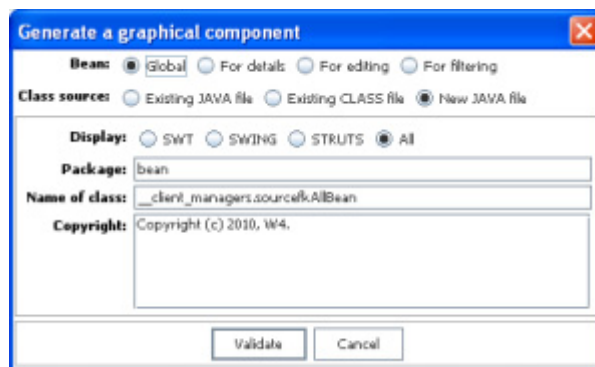 Generate a graphical component
Bean: Global For details For editing For filtering
Class source: Existing JAVA file Existing CLASS file New JAVA file
Display: SWT SWING STRUTS All
Package: bean
Name of class: __client_managers.sourcefk.AllBean
Copyright: Copyright (c) 2010, W4.
Validate Cancel